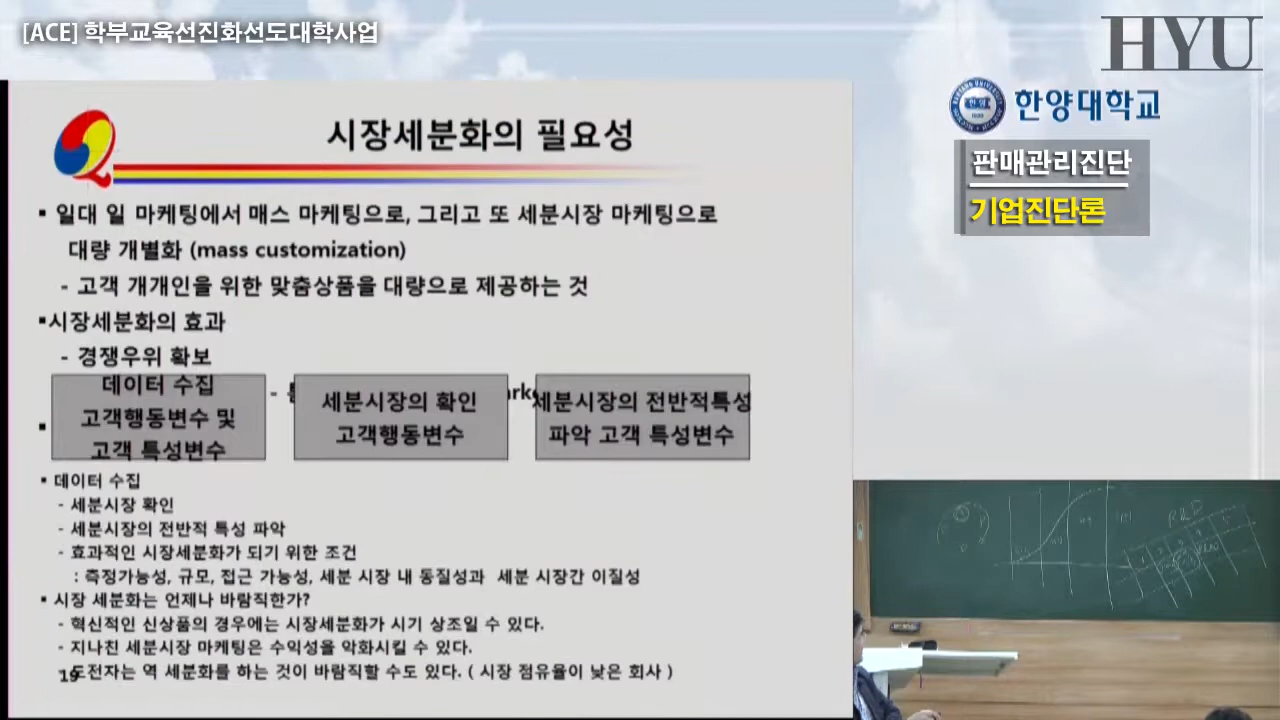 [ACE] 학부교육선진화선도대학사업
HYU
한양대학교
판매관리진단
기업진단론
시장세분화의 필요성
▪ 일대 일 마케팅에서 매스 마케팅으로, 그리고 또 세분시장 마케팅으로
대량 개별화 (mass customization)
- 고객 개개인을 위한 맞춤상품을 대량으로 제공하는 것
▪시장세분화의 효과
- 경쟁우위 확보
데이터 수집
고객행동변수 및
고객 특성변수
세분시장의 확인
고객행동변수
세분시장의 전반적특성
파악 고객 특성변수
▪ 데이터 수집
- 세분시장 확인
- 세분시장의 전반적 특성 파악
- 효과적인 시장세분화가 되기 위한 조건
: 측정가능성, 규모, 접근 가능성, 세분 시장 내 동질성과 세분 시장간 이질성
▪ 시장 세분화는 언제나 바람직한가?
- 혁신적인 신상품의 경우에는 시장세분화가 시기 상조일 수 있다.
- 지나친 세분시장 마케팅은 수익성을 악화시킬 수 있다.
- 도전자는 역 세분화를 하는 것이 바람직할 수도 있다. ( 시장 점유율이 낮은 회사 )
19